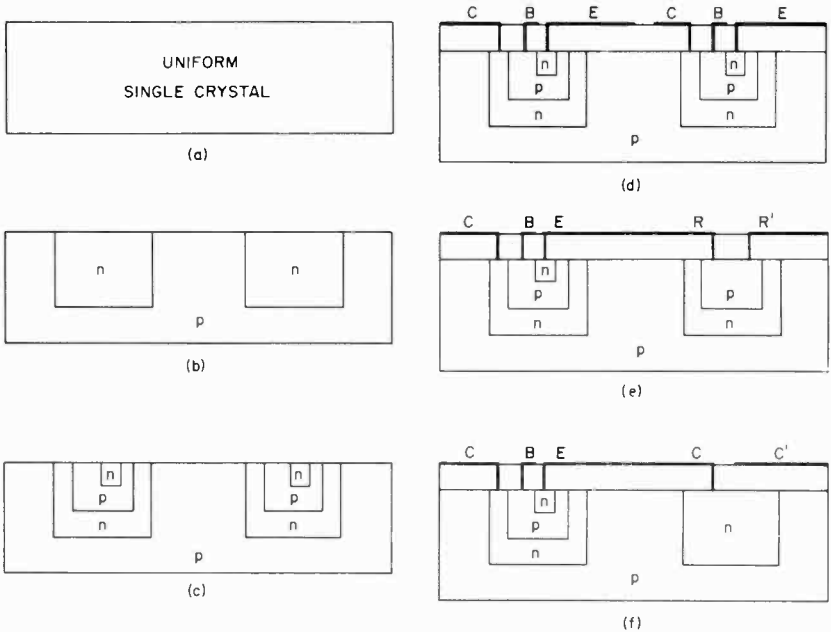 UNIFORM
SINGLE CRYSTAL
(a)
n n
p
(b)
n n
p p
n n
p
(c)
C B E C B E
n n
p p
n n
p
(d)
C B E R R'
n
p p
n n
p
(e)
C B E C C'
n
p n
n
p
(f)